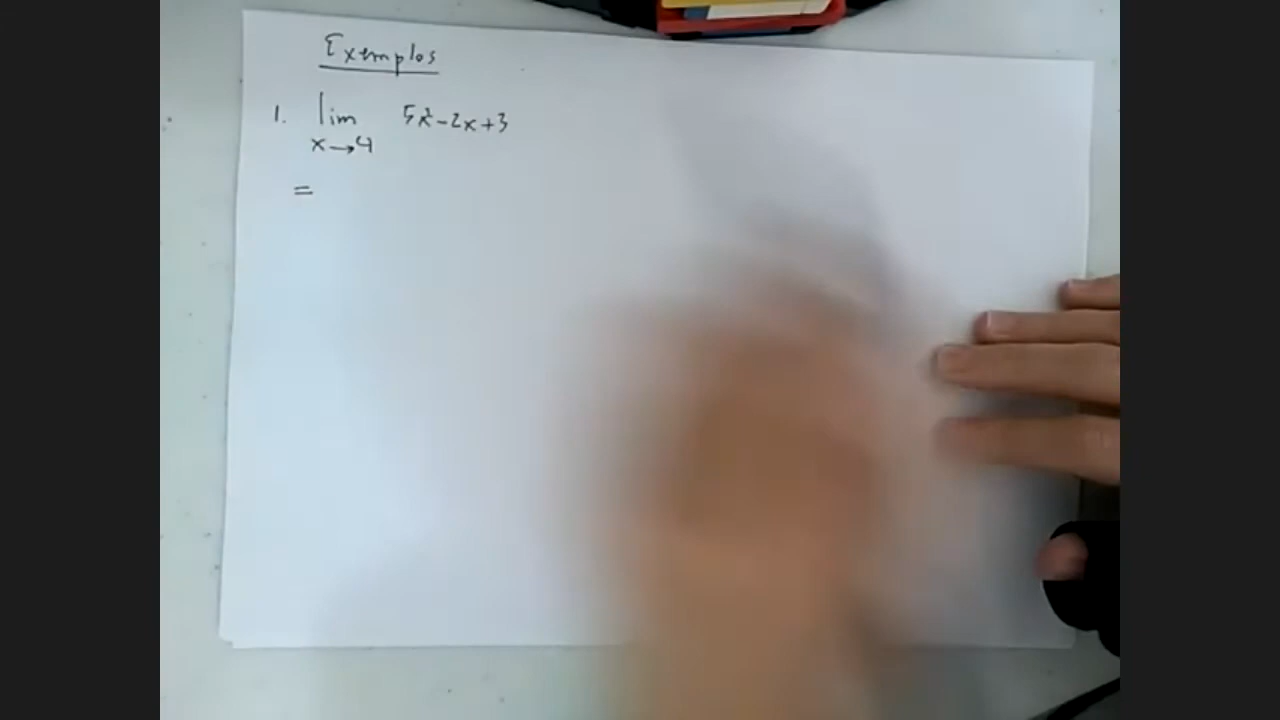 Exemplos
1. lim 5x²-2x+3
x→4
=